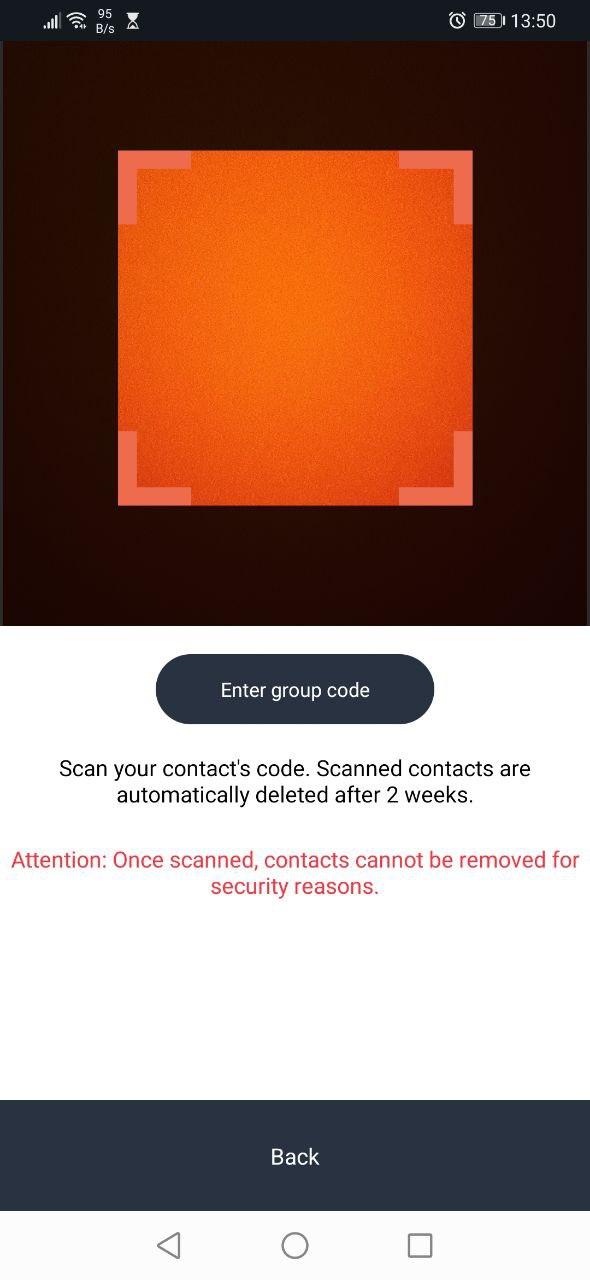 95
B/s
75
13:50
Enter group code
Scan your contact's code. Scanned contacts are
automatically deleted after 2 weeks.
Attention: Once scanned, contacts cannot be removed for
security reasons.
Back